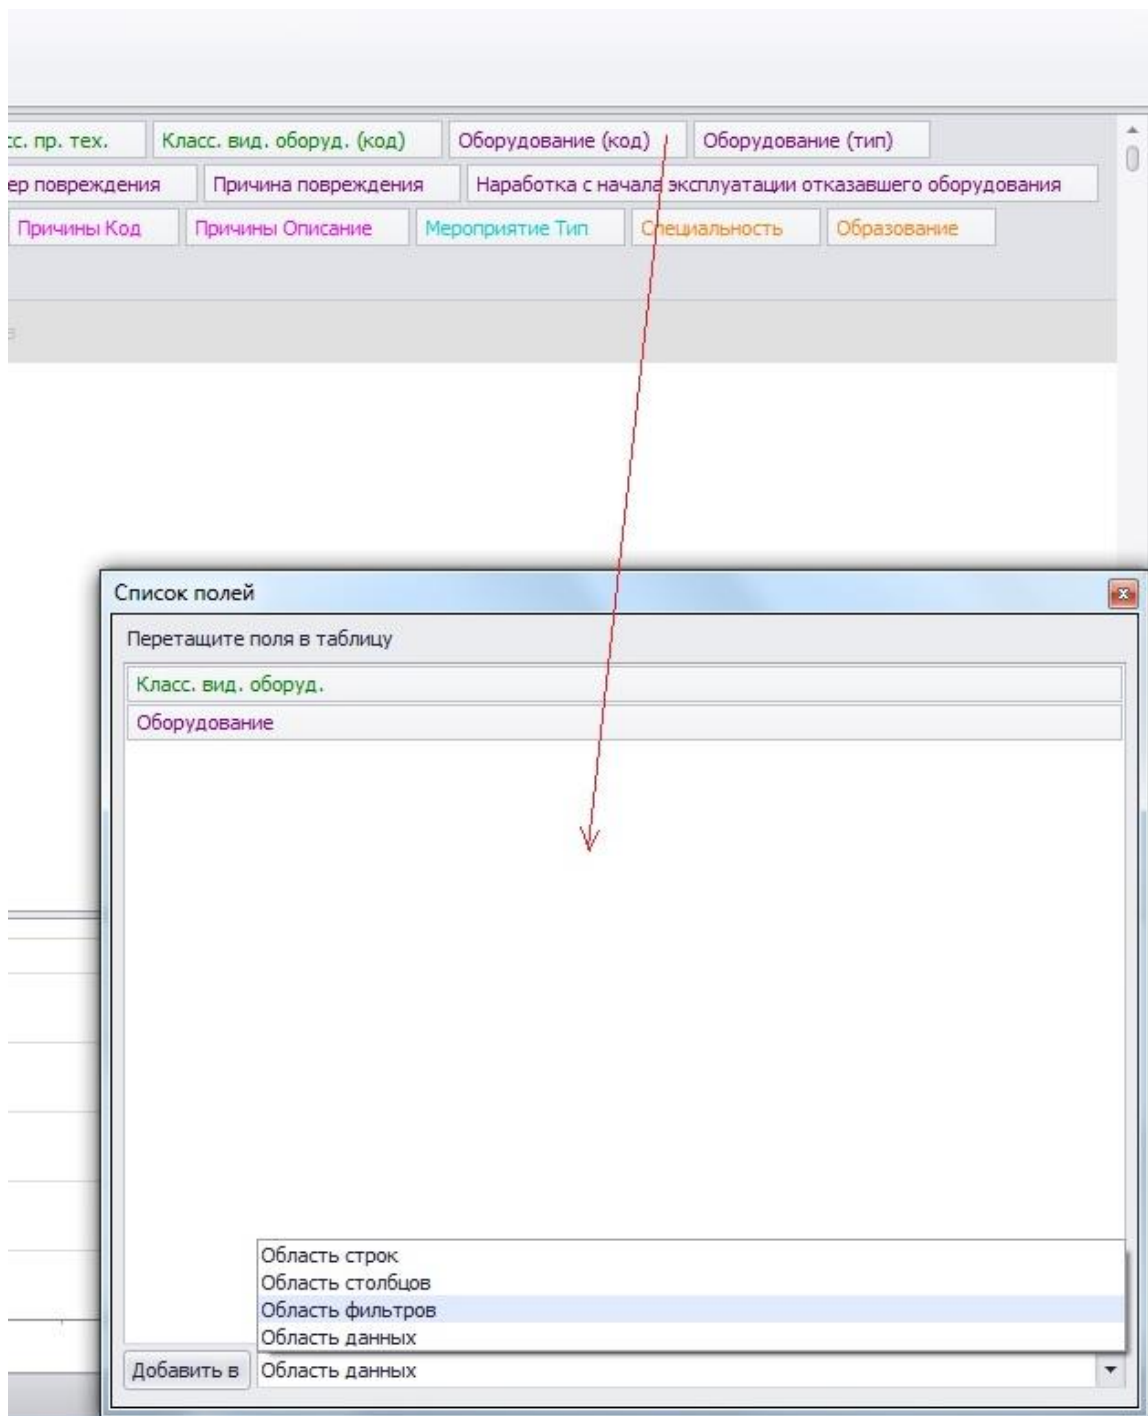 сс. пр. тех. Класс. вид. оборуд. (код) Оборудование (код) Оборудование (тип)
ер повреждения Причина повреждения Наработка с начала эксплуатации отказавшего оборудования
Причины Код Причины Описание Мероприятие Тип Специальность Образование
в
Список полей
Перетащите поля в таблицу
Класс. вид. оборуд.
Оборудование
Область строк
Область столбцов
Область фильтров
Область данных
Добавить в Область данных